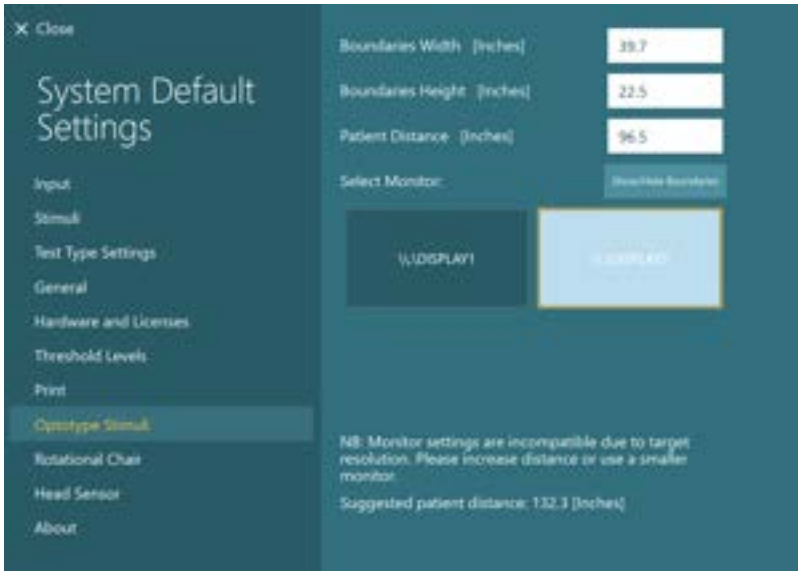 × Close
System Default
Settings
Input
Stimuli
Test Type Settings
General
Hardware and Licenses
Threshold Levels
Print
Optotype Stimuli
Rotational Chair
Head Sensor
About
Boundaries Width [Inches] 39.7
Boundaries Height [Inches] 22.5
Patient Distance [Inches] 96.5
Select Monitor: Show/Hide Boundaries
\\.\DISPLAY1
NB: Monitor settings are incompatible due to target
resolution. Please increase distance or use a smaller
monitor.
Suggested patient distance: 132.3 [Inches]